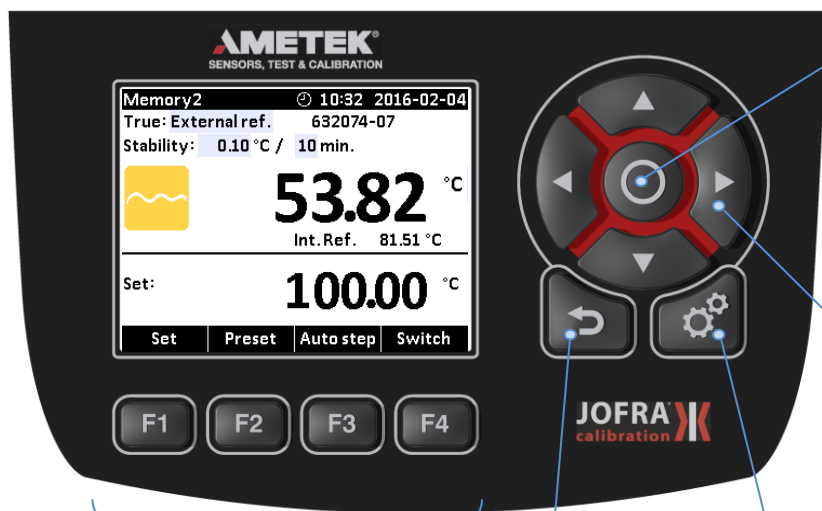 AMETEK®
SENSORS, TEST & CALIBRATION
Memory2 10:32 2016-02-04
True: External ref. 632074-07
Stability: 0.10 °C / 10 min.
53.82 °C
Int. Ref. 81.51 °C
Set: 100.00 °C
Set Preset Auto step Switch
F1 F2 F3 F4
JOFRA
calibration